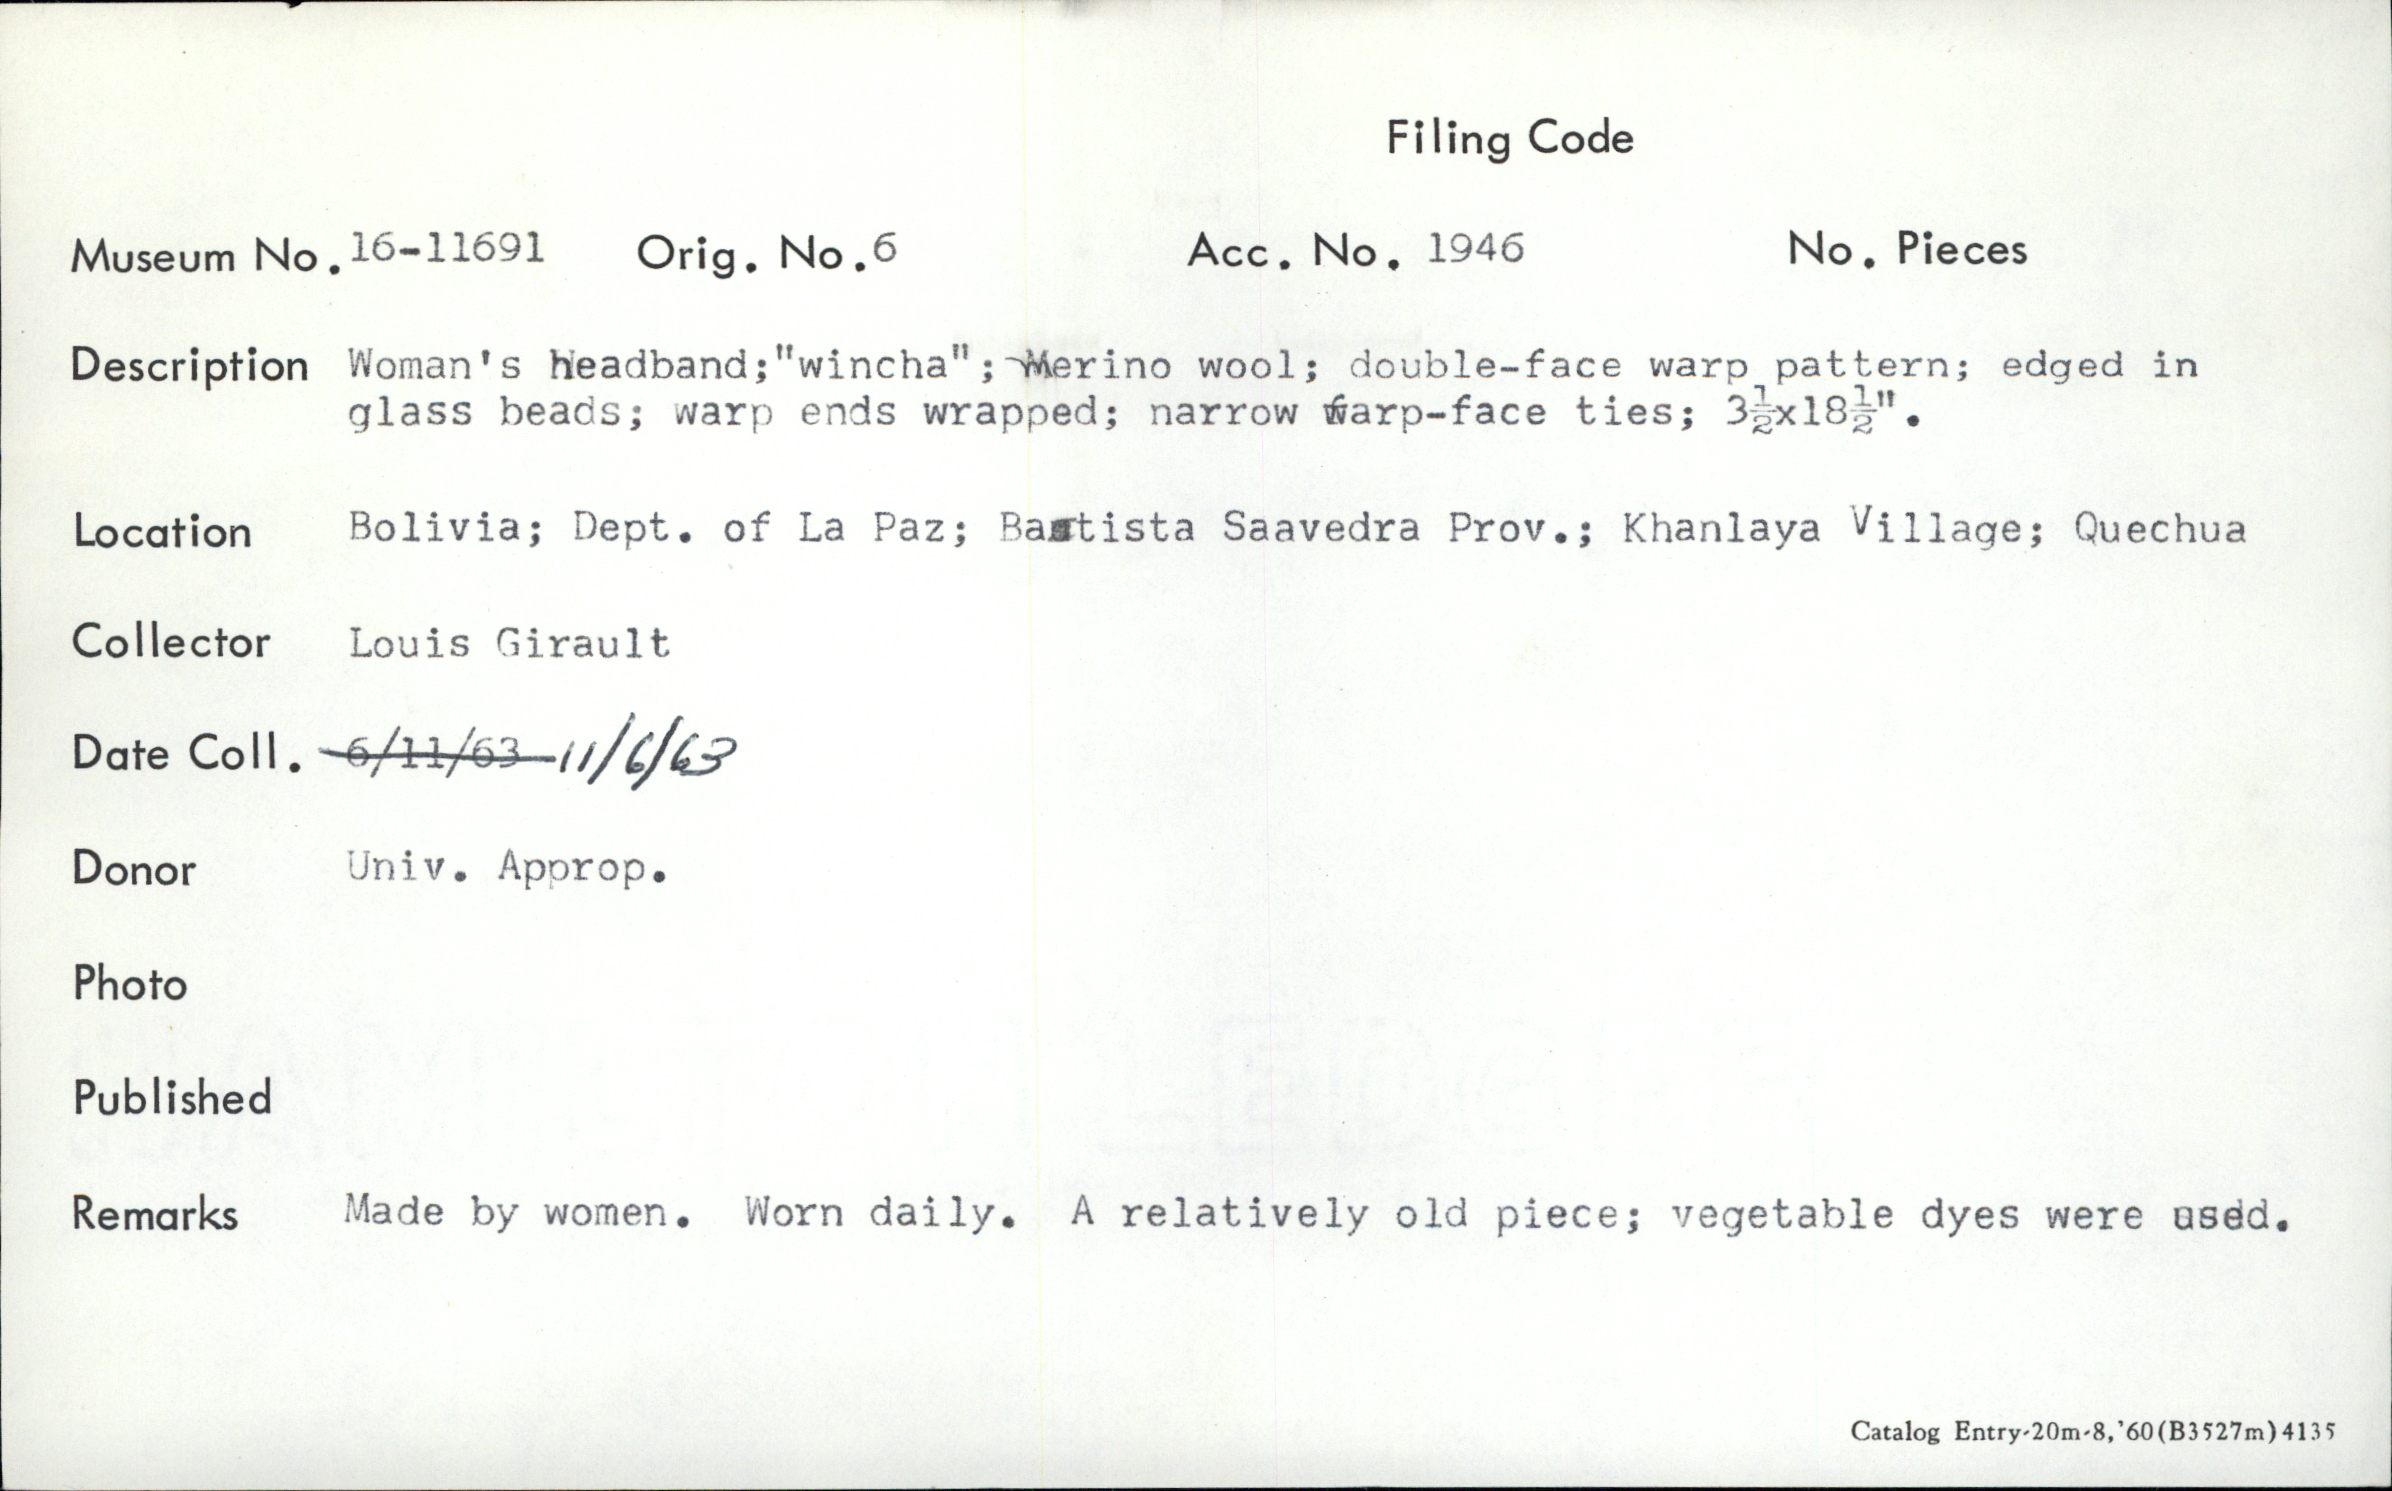 Filing Code
Museum No. 16-11691 Orig. No. 6 Acc. No. 1946 No. Pieces
Description Woman's headband;"wincha"; Merino wool; double-face warp pattern; edged in
glass beads; warp ends wrapped; narrow warp-face ties; 3½x18½".
Location Bolivia; Dept. of La Paz; Bautista Saavedra Prov.; Khanlaya Village; Quechua
Collector Louis Girault
Date Coll. 6/11/63 11/6/63
Donor Univ. Approp.
Photo
Published
Remarks Made by women. Worn daily. A relatively old piece; vegetable dyes were used.
Catalog Entry-20m-8,'60(B3527m)4135